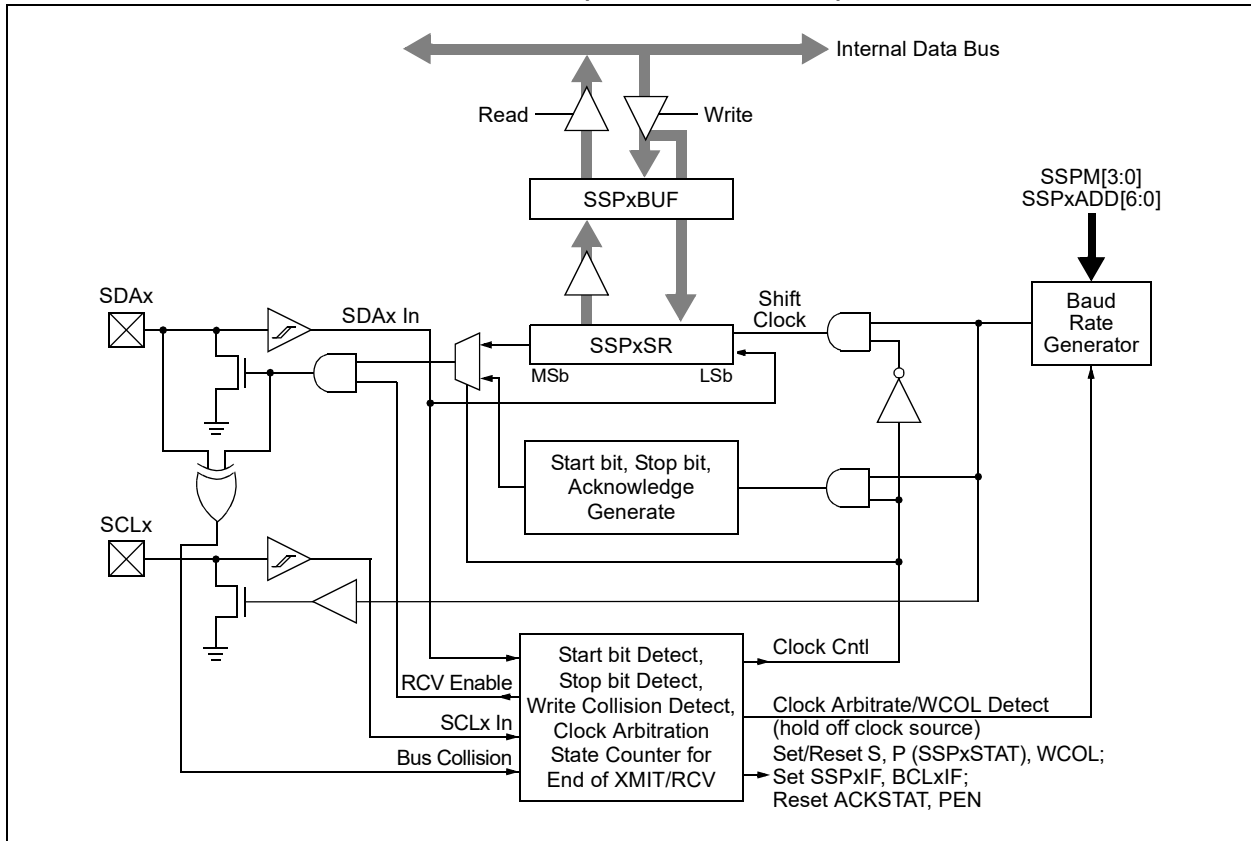 Internal Data Bus
Read
Write
SSPM[3:0]
SSPxADD[6:0]
SSPxBUF
Baud
Rate
Generator
SDAx
SDAx In
Shift
Clock
SSPxSR
MSb
LSb
Start bit, Stop bit,
Acknowledge
Generate
SCLx
Start bit Detect,
Stop bit Detect,
Write Collision Detect,
Clock Arbitration
State Counter for
End of XMIT/RCV
RCV Enable
SCLx In
Bus Collision
Clock Cntl
Clock Arbitrate/WCOL Detect
(hold off clock source)
Set/Reset S, P (SSPxSTAT), WCOL;
Set SSPxIF, BCLxIF;
Reset ACKSTAT, PEN